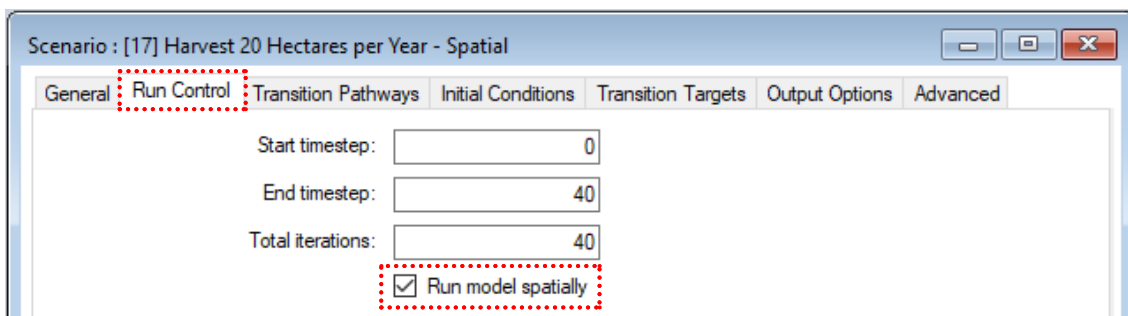 Scenario : [17] Harvest 20 Hectares per Year - Spatial
General Run Control Transition Pathways Initial Conditions Transition Targets Output Options Advanced
Start timestep: 0
End timestep: 40
Total iterations: 40
Run model spatially